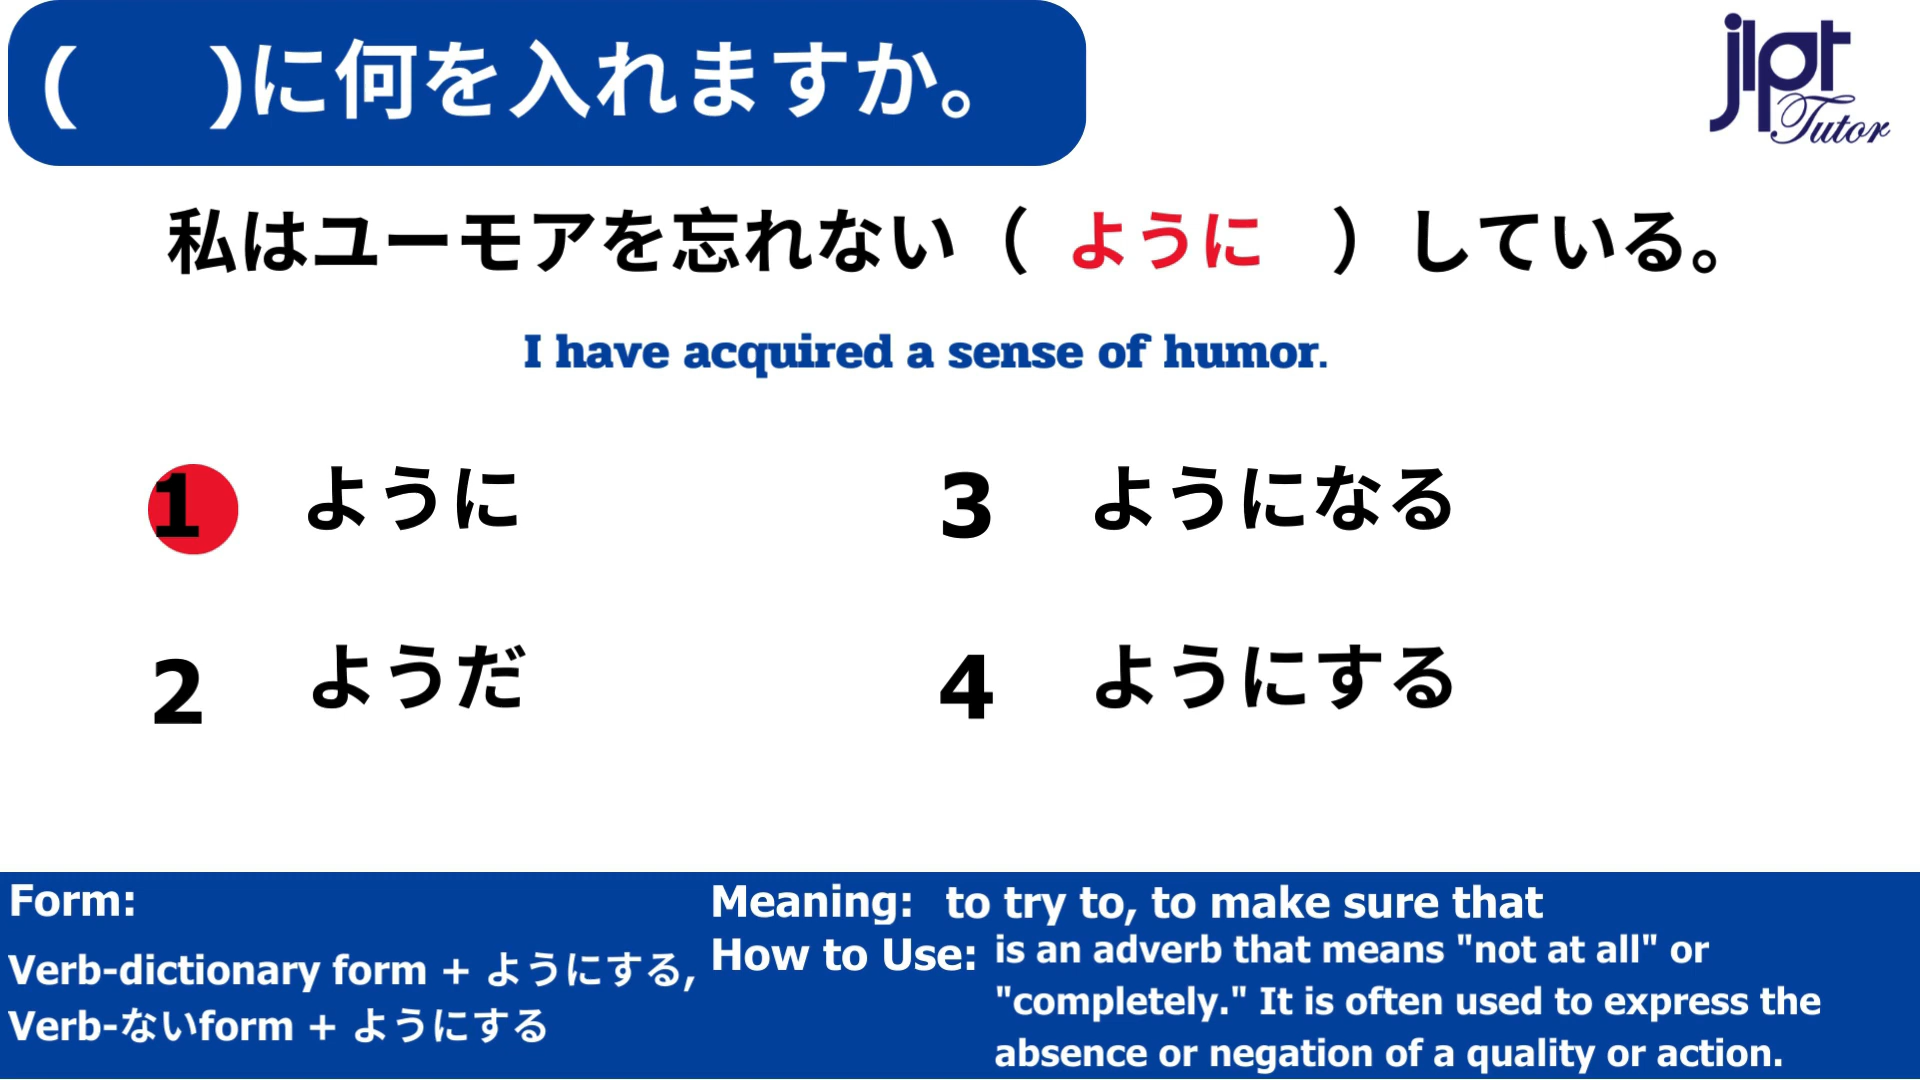 (　　)に何を入れますか。
jlpt
Tutor
私はユーモアを忘れない（ ように ）している。
I have acquired a sense of humor.
1 ように
2 ようだ
3 ようになる
4 ようにする
Form:
Verb-dictionary form + ようにする,
Verb-ないform + ようにする
Meaning: to try to, to make sure that
How to Use: is an adverb that means "not at all" or
"completely." It is often used to express the
absence or negation of a quality or action.